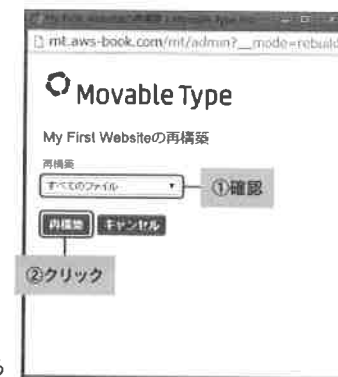 mt.aws-book.com/mt/admin?__mode=rebuild
Movable Type
My First Websiteの再構築
再構築
すべてのファイル
①確認
再構築 キャンセル
②クリック